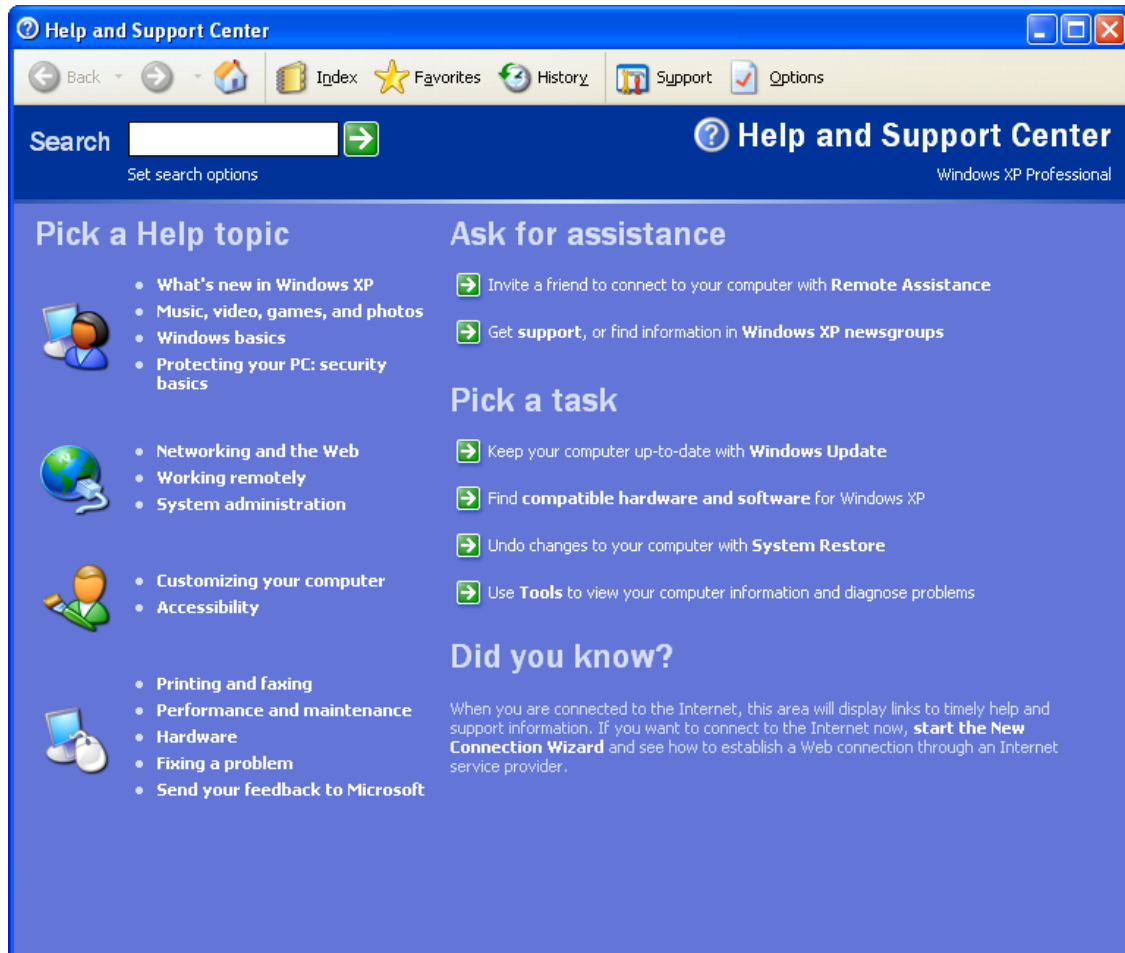 Help and Support Center
Back
Index
Favorites
History
Support
Options
Search
Set search options
Help and Support Center
Windows XP Professional
Pick a Help topic
What's new in Windows XP
Music, video, games, and photos
Windows basics
Protecting your PC: security
basics
Networking and the Web
Working remotely
System administration
Customizing your computer
Accessibility
Printing and faxing
Performance and maintenance
Hardware
Fixing a problem
Send your feedback to Microsoft
Ask for assistance
Invite a friend to connect to your computer with Remote Assistance
Get support, or find information in Windows XP newsgroups
Pick a task
Keep your computer up-to-date with Windows Update
Find compatible hardware and software for Windows XP
Undo changes to your computer with System Restore
Use Tools to view your computer information and diagnose problems
Did you know?
When you are connected to the Internet, this area will display links to timely help and
support information. If you want to connect to the Internet now, start the New
Connection Wizard and see how to establish a Web connection through an Internet
service provider.